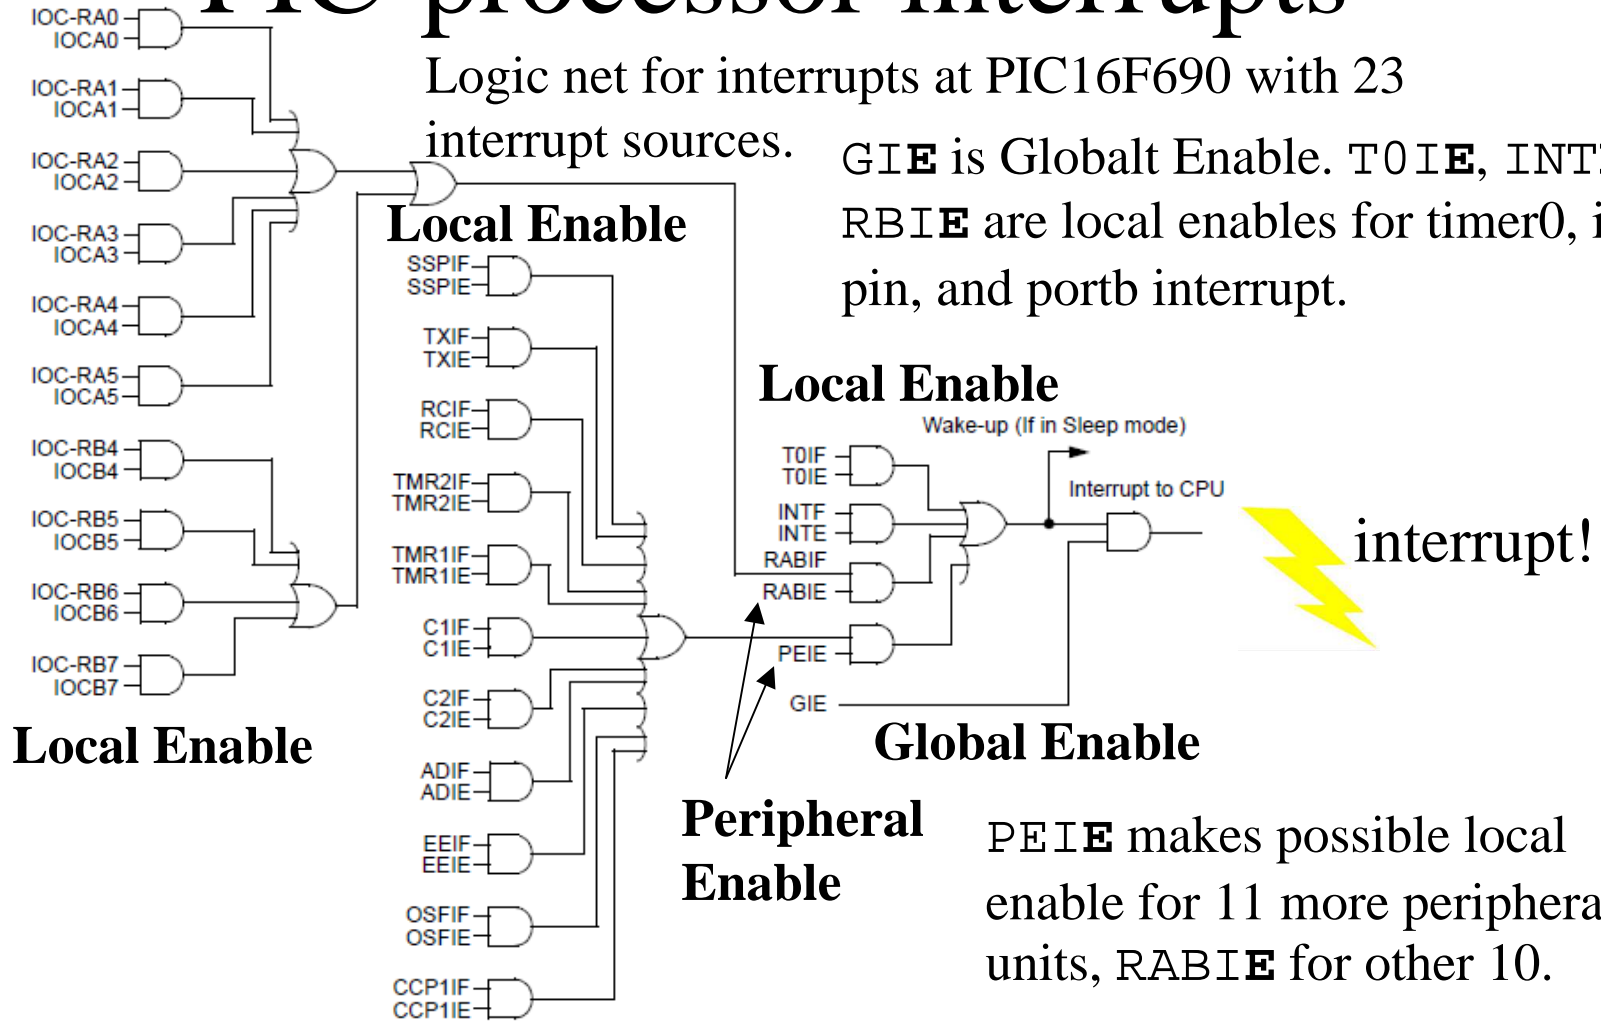 PIC processor interrupts
Logic net for interrupts at PIC16F690 with 23
interrupt sources.
GIE is Globalt Enable. T0IE,
RBIE are local enables for timer0,
pin, and portb interrupt.
IOC-RA0
IOCA0
IOC-RA1
IOCA1
IOC-RA2
IOCA2
IOC-RA3
IOCA3
IOC-RA4
IOCA4
IOC-RA5
IOCA5
IOC-RB4
IOCB4
IOC-RB5
IOCB5
IOC-RB6
IOCB6
IOC-RB7
IOCB7
Local Enable
Local Enable
SSPIF
SSPIE
TXIF
TXIE
RCIF
RCIE
TMR2IF
TMR2IE
TMR1IF
TMR1IE
C1IF
C1IE
C2IF
C2IE
ADIF
ADIE
EEIF
EEIE
OSFIF
OSFIE
CCP1IF
CCP1IE
Local Enable
Wake-up (If in Sleep mode)
T0IF
T0IE
Interrupt to CPU
INTF
INTE
RABIF
RABIE
PEIE
GIE
interrupt!
Global Enable
Peripheral
Enable
PEIE makes possible local
enable for 11 more
units, RABIE for other 10.